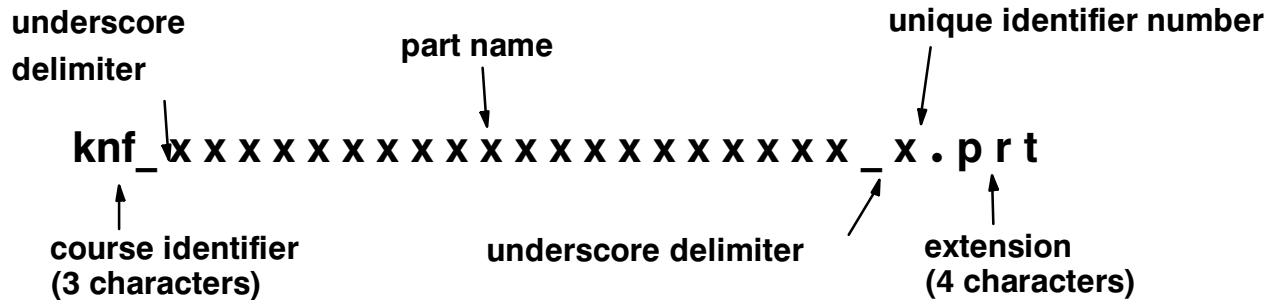 underscore
delimiter
part name
unique identifier number
knf_x x x x x x x x x x x x x x x x x x x x _ x . p r t
course identifier
(3 characters)
underscore delimiter
extension
(4 characters)